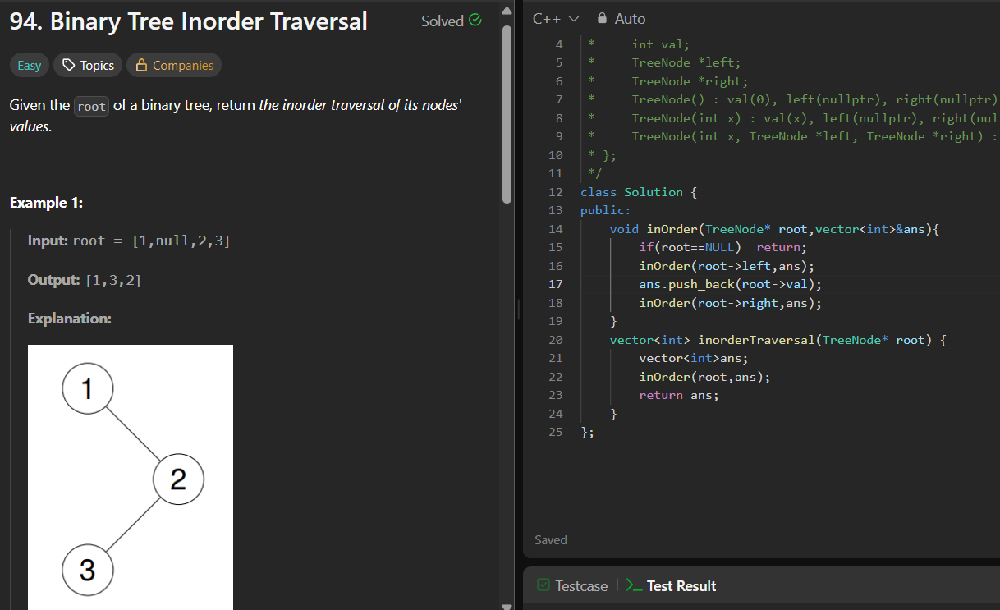 94. Binary Tree Inorder Traversal
Solved
Easy
Topics
Companies
Given the root of a binary tree, return the inorder traversal of its nodes'
values.
Example 1:
Input: root = [1,null,2,3]
Output: [1,3,2]
Explanation:
1
2
3
C++
Auto
4 *     int val;
5 *     TreeNode *left;
6 *     TreeNode *right;
7 *     TreeNode() : val(0), left(nullptr), right(nullptr)
8 *     TreeNode(int x) : val(x), left(nullptr), right(nul
9 *     TreeNode(int x, TreeNode *left, TreeNode *right) :
10 * };
11 */
12 class Solution {
13 public:
14     void inOrder(TreeNode* root,vector<int>&ans){
15         if(root==NULL)  return;
16         inOrder(root->left,ans);
17         ans.push_back(root->val);
18         inOrder(root->right,ans);
19     }
20     vector<int> inorderTraversal(TreeNode* root) {
21         vector<int>ans;
22         inOrder(root,ans);
23         return ans;
24     }
25 };
Saved
Testcase
Test Result